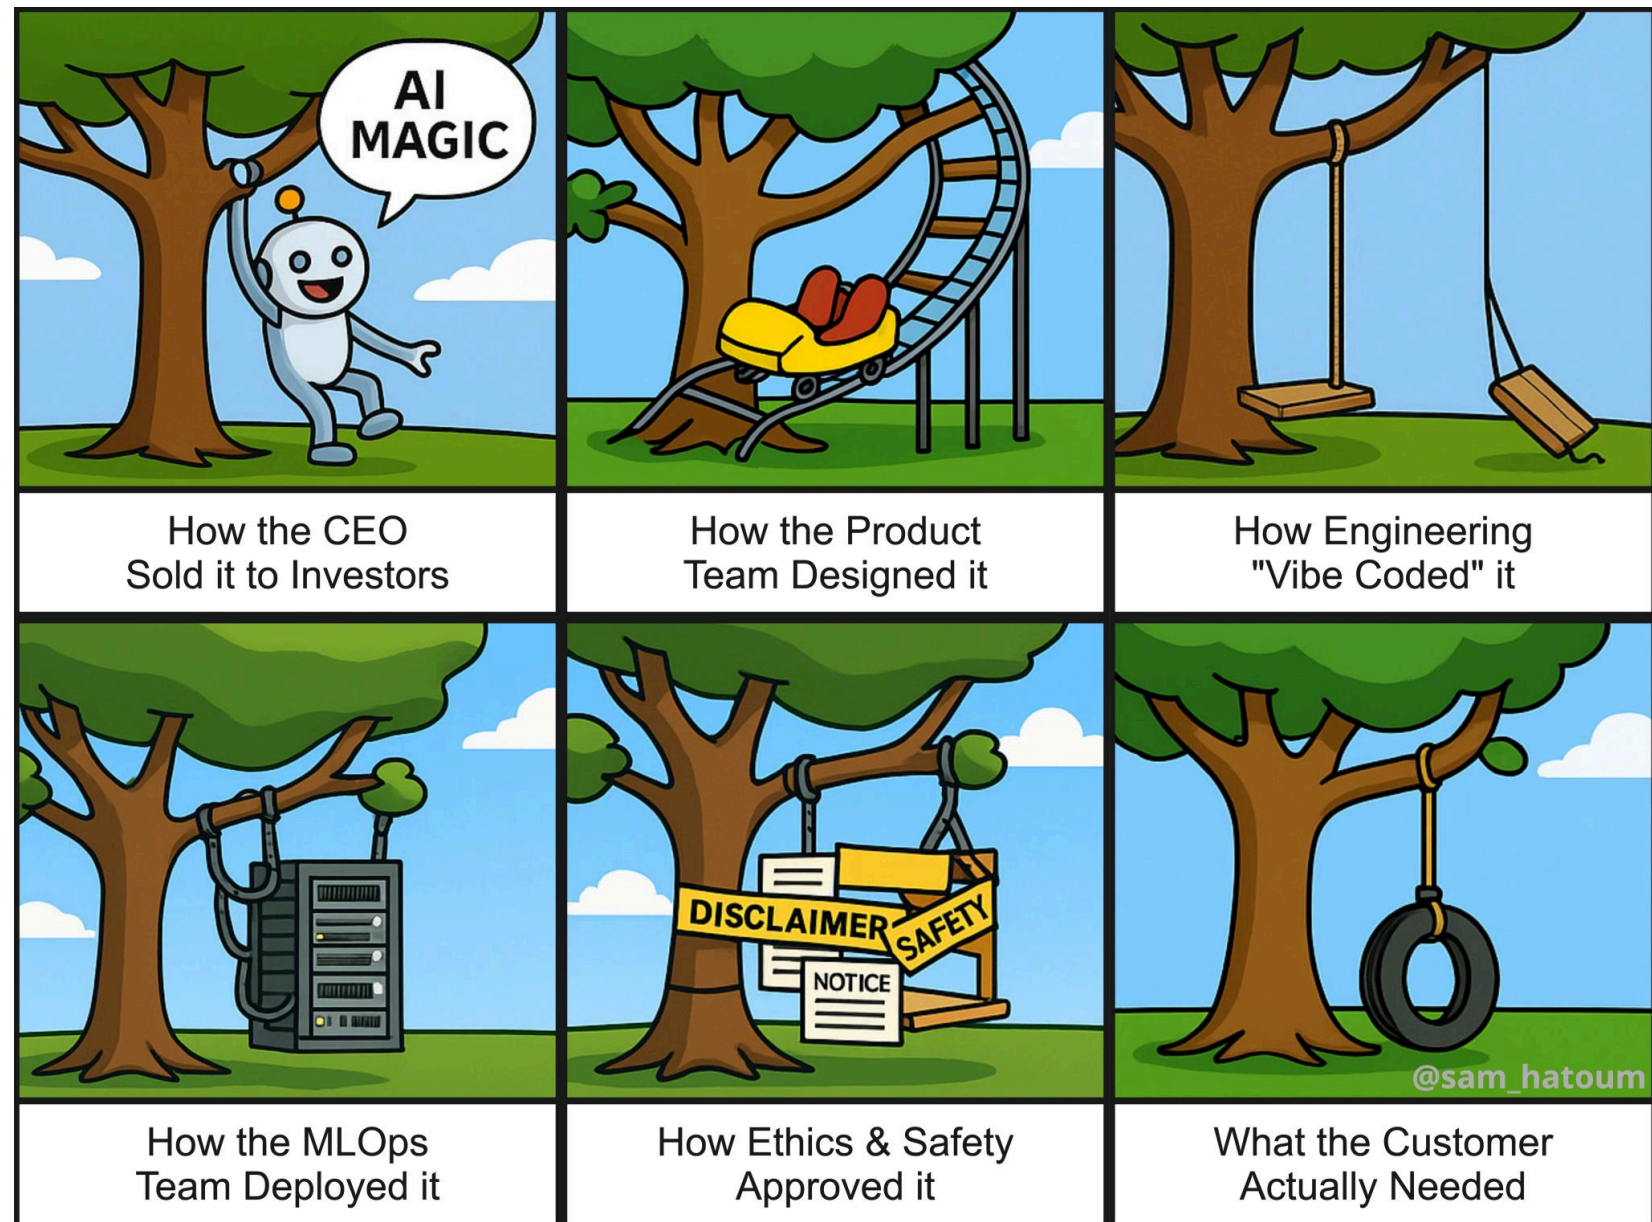 AI
MAGIC
How the CEO
Sold it to Investors
How the Product
Team Designed it
How Engineering
"Vibe Coded" it
How the MLOps
Team Deployed it
DISCLAIMER
SAFETY
NOTICE
How Ethics & Safety
Approved it
@sam_hatoum
What the Customer
Actually Needed